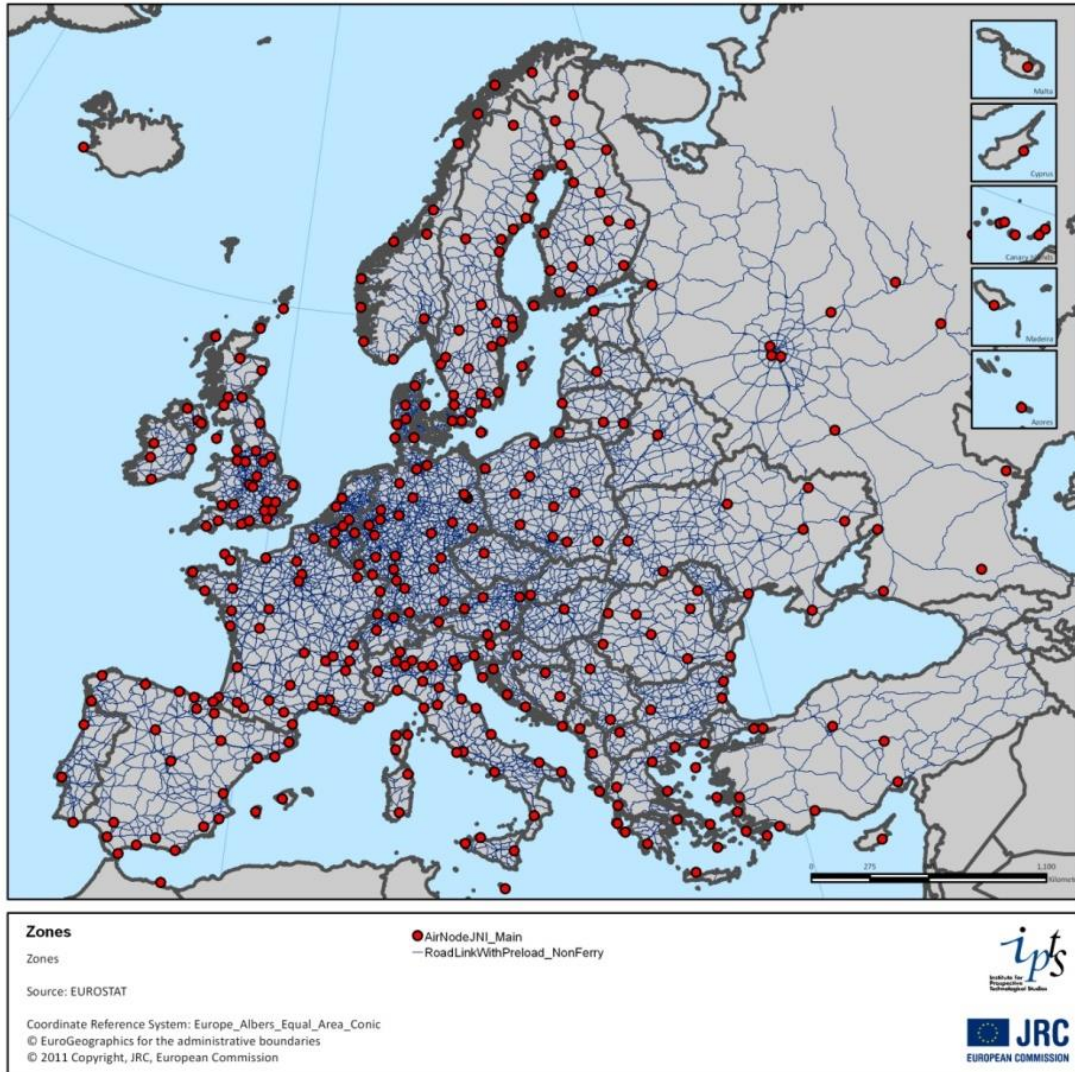 Malta
Cyprus
Canary Islands
Madeira
Azores
0 275 1,100
Kilomet
Zones
Zones
Source: EUROSTAT
Coordinate Reference System: Europe_Albers_Equal_Area_Conic
© EuroGeographics for the administrative boundaries
© 2011 Copyright, JRC, European Commission
AirNodeJNI_Main
RoadLinkWithPreload_NonFerry
ipts
Institute for
Prospective
Technological Studies
JRC
EUROPEAN COMMISSION